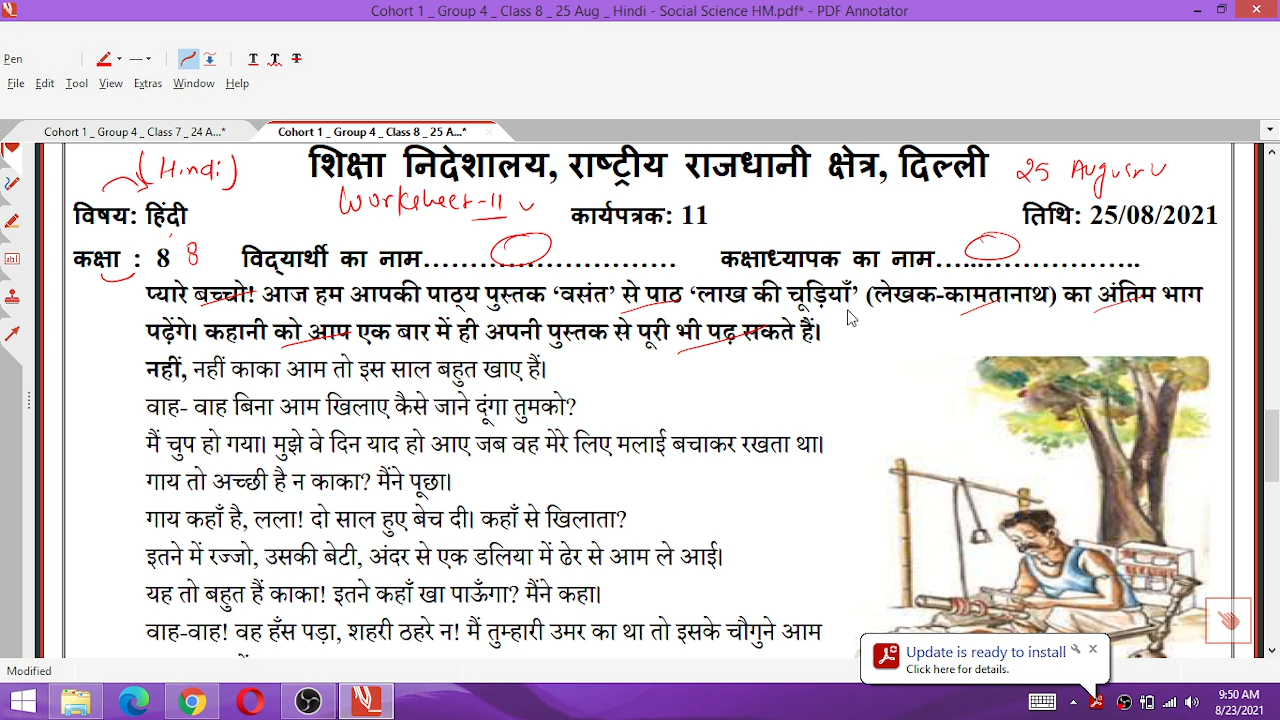 Cohort 1 _ Group 4 _ Class 8 _ 25 Aug _ Hindi - Social Science HM.pdf* - PDF Annotator
Pen
T T T
File Edit Tool View Extras Window Help
Cohort 1 _ Group 4 _ Class 7 _ 24 A...* Cohort 1 _ Group 4 _ Class 8 _ 25 A...*
(Hindi) शिक्षा निदेशालय, राष्ट्रीय राजधानी क्षेत्र, दिल्ली 25 August
Worksheet-11
विषय: हिंदी कार्यपत्रक: 11 तिथि: 25/08/2021
कक्षा : 8 8 विद्यार्थी का नाम........................... कक्षाध्यापक का नाम......................
प्यारे बच्चो! आज हम आपकी पाठ्य पुस्तक ‘वसंत’ से पाठ ‘लाख की चूड़ियाँ’ (लेखक-कामतानाथ) का अंतिम भाग
पढ़ेंगे। कहानी को आप एक बार में ही अपनी पुस्तक से पूरी भी पढ़ सकते हैं।
नहीं, नहीं काका आम तो इस साल बहुत खाए हैं।
वाह- वाह बिना आम खिलाए कैसे जाने दूंगा तुमको?
मैं चुप हो गया। मुझे वे दिन याद हो आए जब वह मेरे लिए मलाई बचाकर रखता था।
गाय तो अच्छी है न काका? मैंने पूछा।
गाय कहाँ है, लला! दो साल हुए बेच दी। कहाँ से खिलाता?
इतने में रज्जो, उसकी बेटी, अंदर से एक डलिया में ढेर से आम ले आई।
यह तो बहुत हैं काका! इतने कहाँ खा पाऊँगा? मैंने कहा।
वाह-वाह! वह हँस पड़ा, शहरी ठहरे न! मैं तुम्हारी उमर का था तो इसके चौगुने आम
Update is ready to install
Click here for details.
Modified
9:50 AM
8/23/2021